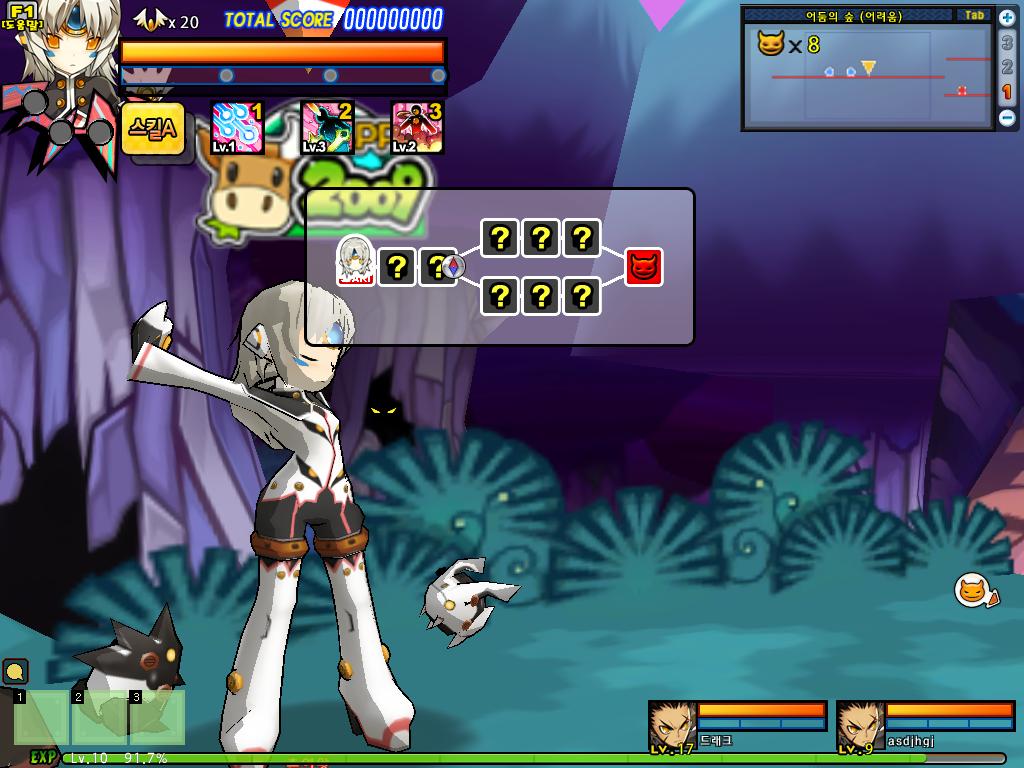 F1
[도움말]
x 20
TOTAL SCORE 000000000
스킬A
1
Lv.1
2
Lv.3
3
Lv.2
2009
어둠의 숲 (어려움)
Tab
x 8
3
2
1
? ? ? ? ?
? ? ?
1 2 3
EXP Lv.10 91.7%
Lv.17 드래크
Lv.9 asdjhgj